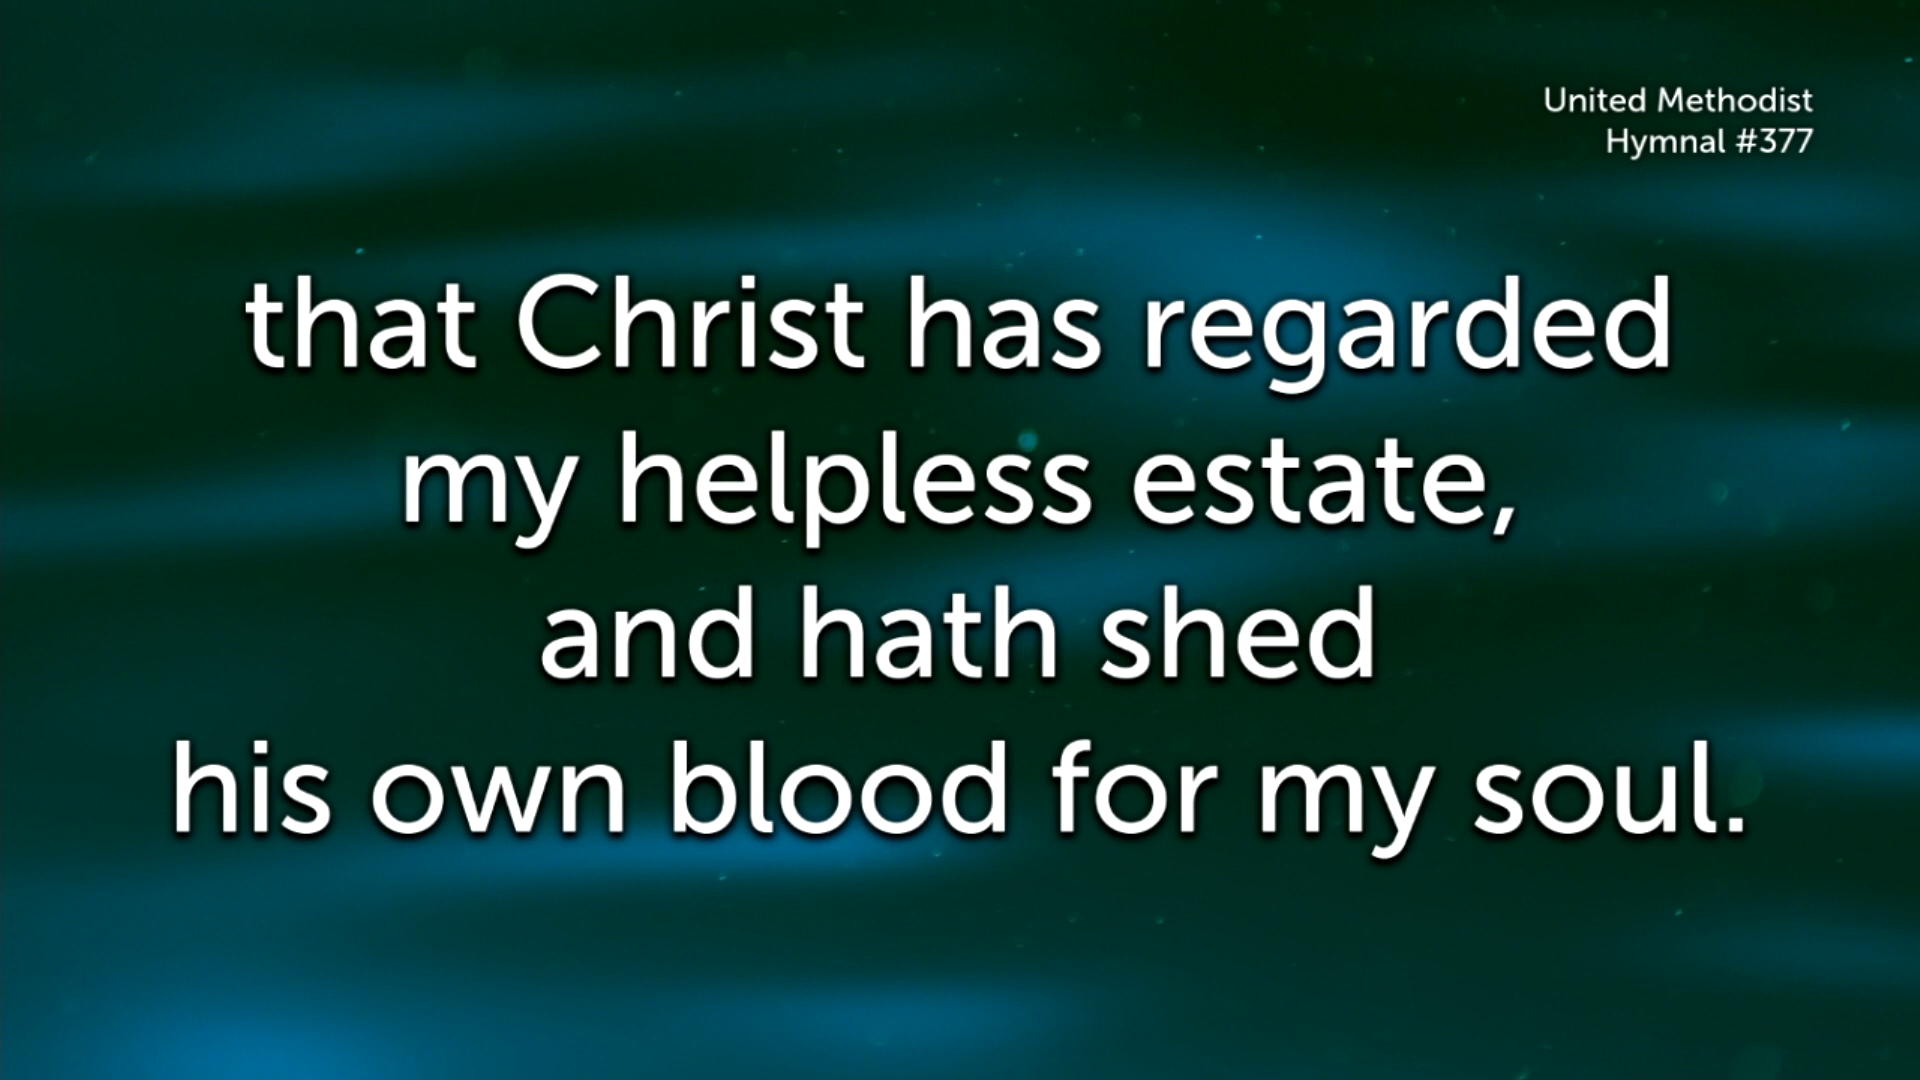 United Methodist
Hymnal #377
that Christ has regarded
my helpless estate,
and hath shed
his own blood for my soul.